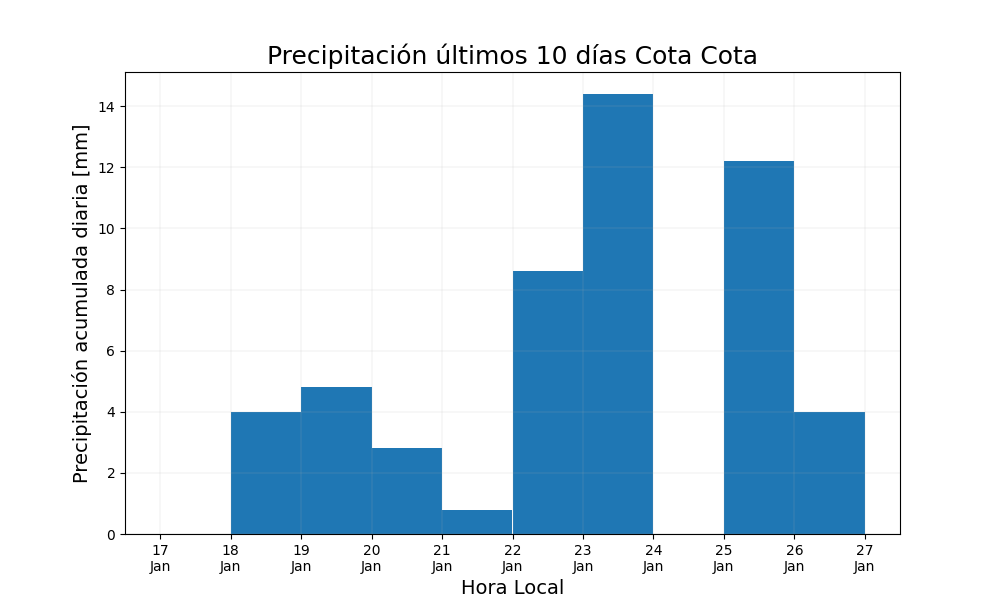 Precipitación últimos 10 días Cota Cota
Precipitación acumulada diaria [mm]
14
12
10
8
6
4
2
0
17 18 19 20 21 22 23 24 25 26 27
Jan Jan Jan Jan Jan Jan Jan Jan Jan Jan Jan
Hora Local